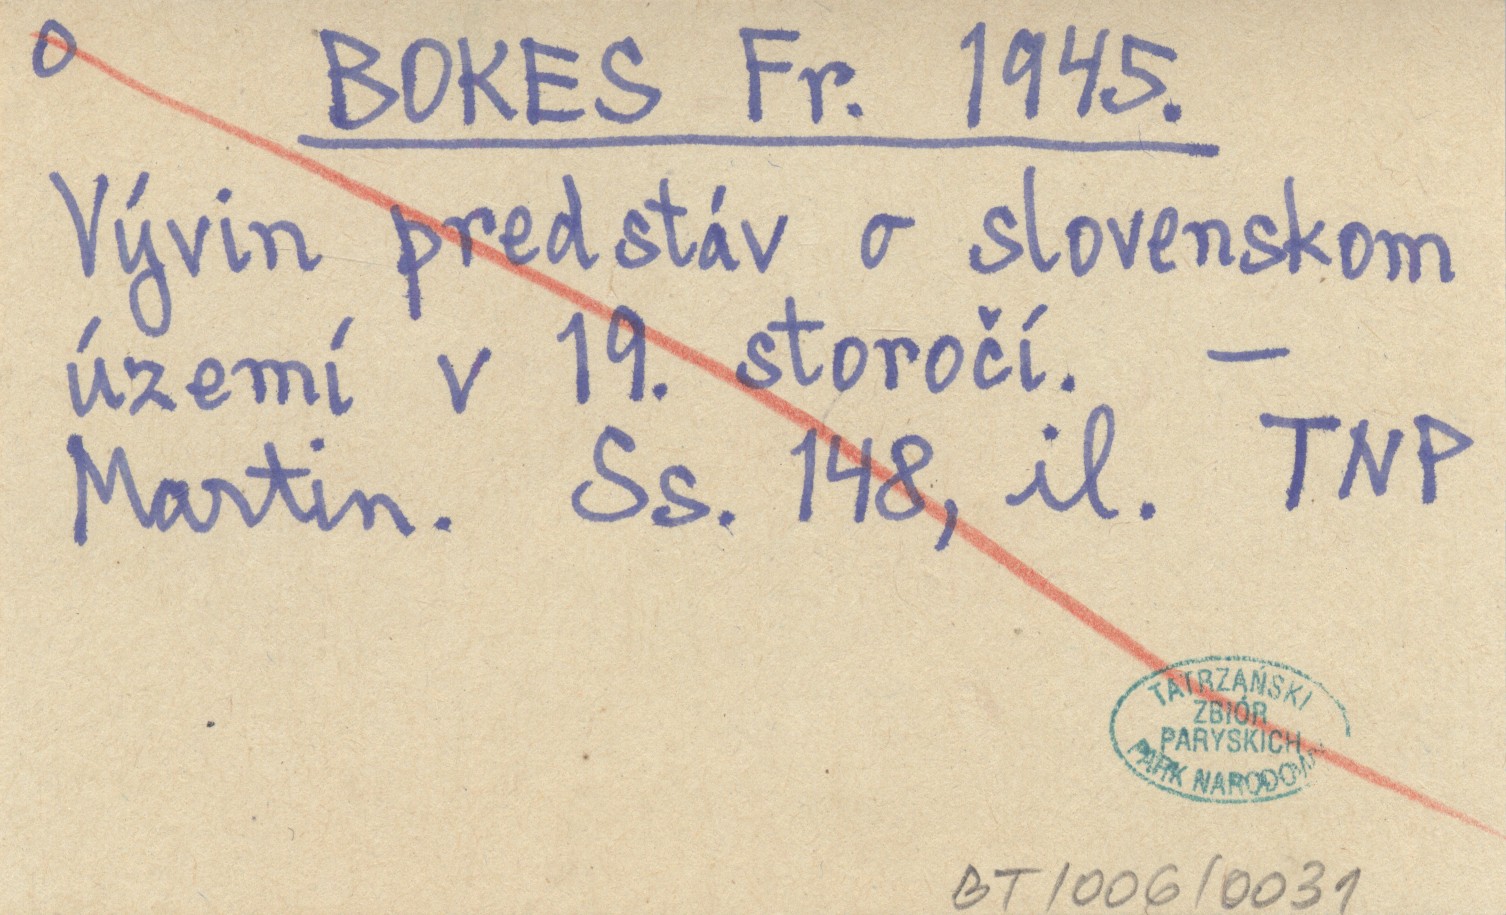 o BOKES Fr. 1945.
Vývin predstáv o slovenskom
území v 19. storočí. –
Martin. Ss. 148, il. TNP
TATRZAŃSKI
ZBIÓR
PARYSKICH
PARK NARODOWY
BT/006/0031